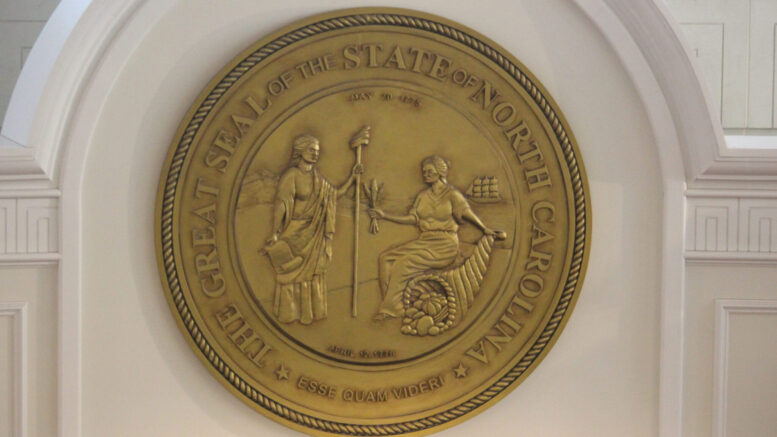 THE GREAT SEAL OF THE STATE OF NORTH CAROLINA
MAY 20, 1775
APRIL 12, 1776
ESSE QUAM VIDERI